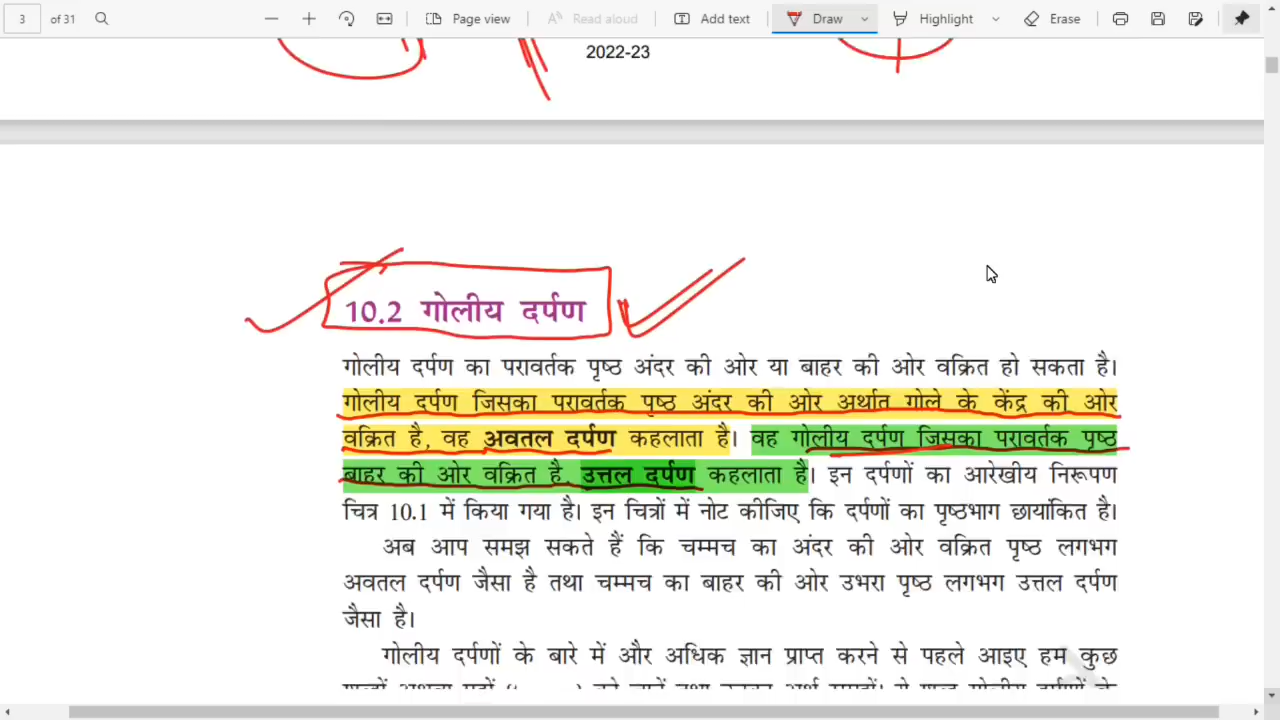 3 of 31 Page view Read aloud Add text Draw Highlight Erase
2022-23
10.2 गोलीय दर्पण
गोलीय दर्पण का परावर्तक पृष्ठ अंदर की ओर या बाहर की ओर वक्रित हो सकता है।
गोलीय दर्पण जिसका परावर्तक पृष्ठ अंदर की ओर अर्थात गोले के केंद्र की ओर
वक्रित है, वह अवतल दर्पण कहलाता है। वह गोलीय दर्पण जिसका परावर्तक पृष्ठ
बाहर की ओर वक्रित है, उत्तल दर्पण कहलाता है। इन दर्पणों का आरेखीय निरूपण
चित्र 10.1 में किया गया है। इन चित्रों में नोट कीजिए कि दर्पणों का पृष्ठभाग छायांकित है।
अब आप समझ सकते हैं कि चम्मच का अंदर की ओर वक्रित पृष्ठ लगभग
अवतल दर्पण जैसा है तथा चम्मच का बाहर की ओर उभरा पृष्ठ लगभग उत्तल दर्पण
जैसा है।
गोलीय दर्पणों के बारे में और अधिक ज्ञान प्राप्त करने से पहले आइए हम कुछ